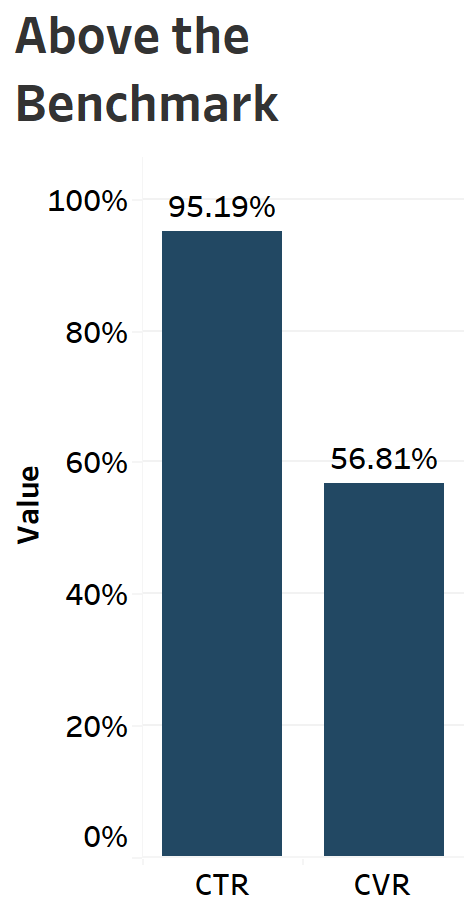 Above the
Benchmark
100%
95.19%
80%
60%
56.81%
Value
40%
20%
0%
CTR
CVR